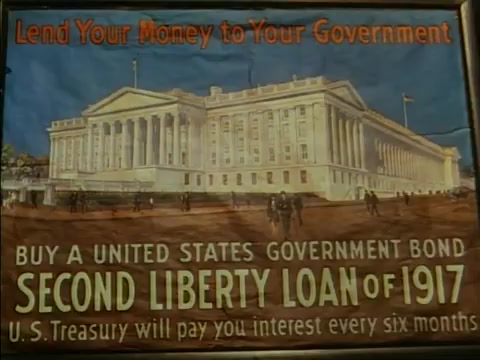 Lend Your Money to Your Government
BUY A UNITED STATES GOVERNMENT BOND
SECOND LIBERTY LOAN OF 1917
U.S. Treasury will pay you interest every six months